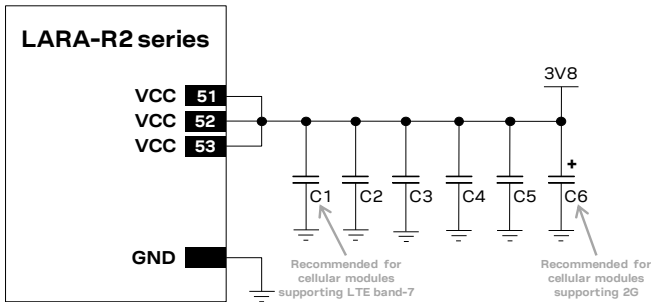 LARA-R2 series
3V8
VCC 51
VCC 52
VCC 53
+
C1 C2 C3 C4 C5 C6
GND
Recommended for
cellular modules
supporting LTE band-7
Recommended for
cellular modules
supporting 2G